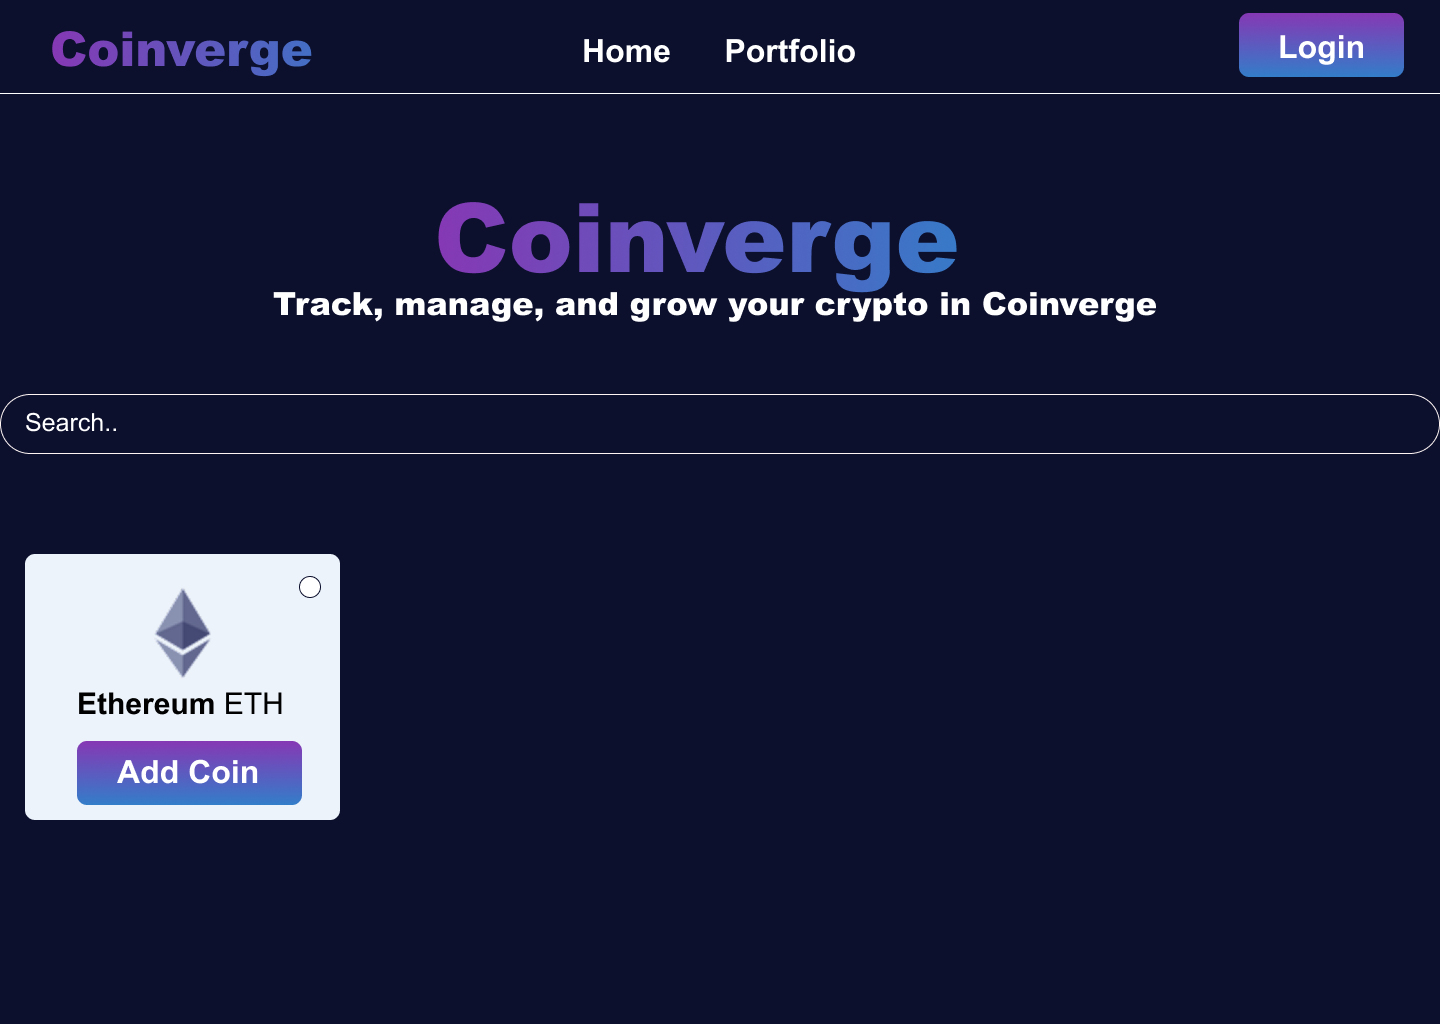 Coinverge Home Portfolio Login
Coinverge
Track, manage, and grow your crypto in Coinverge
Search..
Ethereum ETH
Add Coin